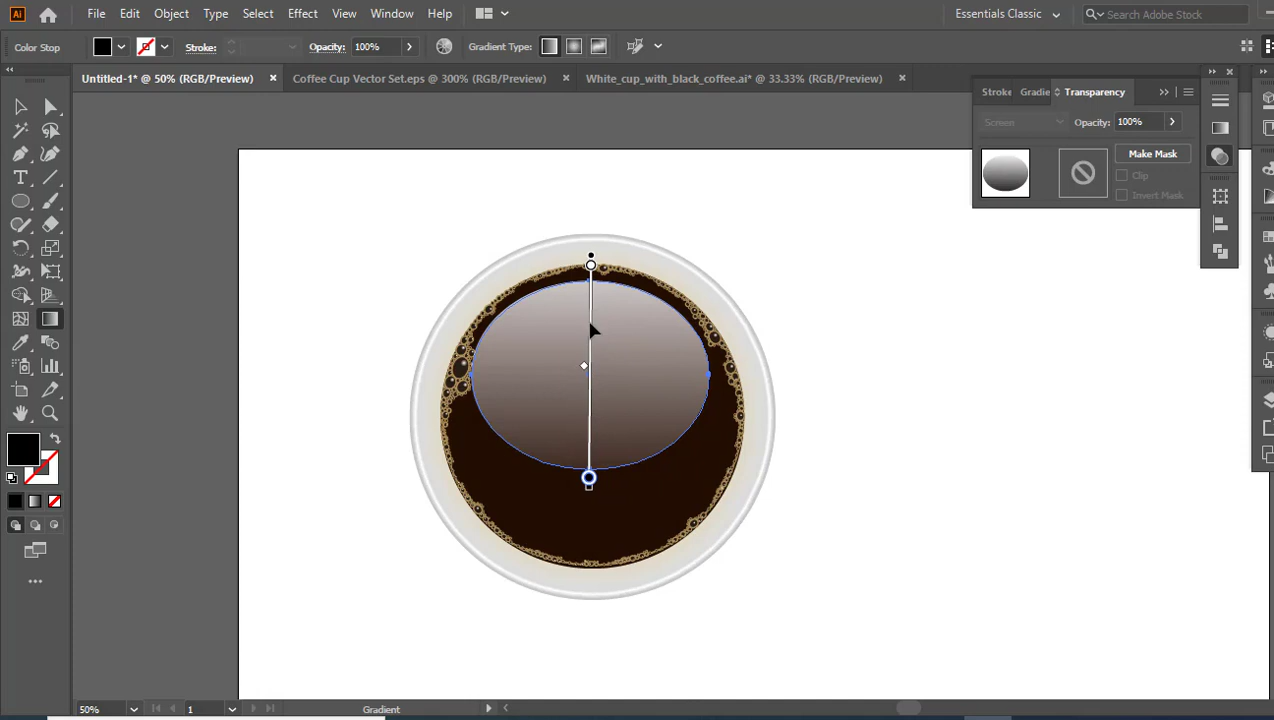 Ai File Edit Object Type Select Effect View Window Help Essentials Classic Search Adobe Stock
Color Stop Stroke: Opacity: 100% Gradient Type:
Untitled-1* @ 50% (RGB/Preview) × Coffee Cup Vector Set.eps @ 300% (RGB/Preview) × White_cup_with_black_coffee.ai* @ 33.33% (RGB/Preview) ×
Stroke Gradie Transparency
Screen Opacity: 100%
Make Mask
Clip
Invert Mask
50% 1 Gradient